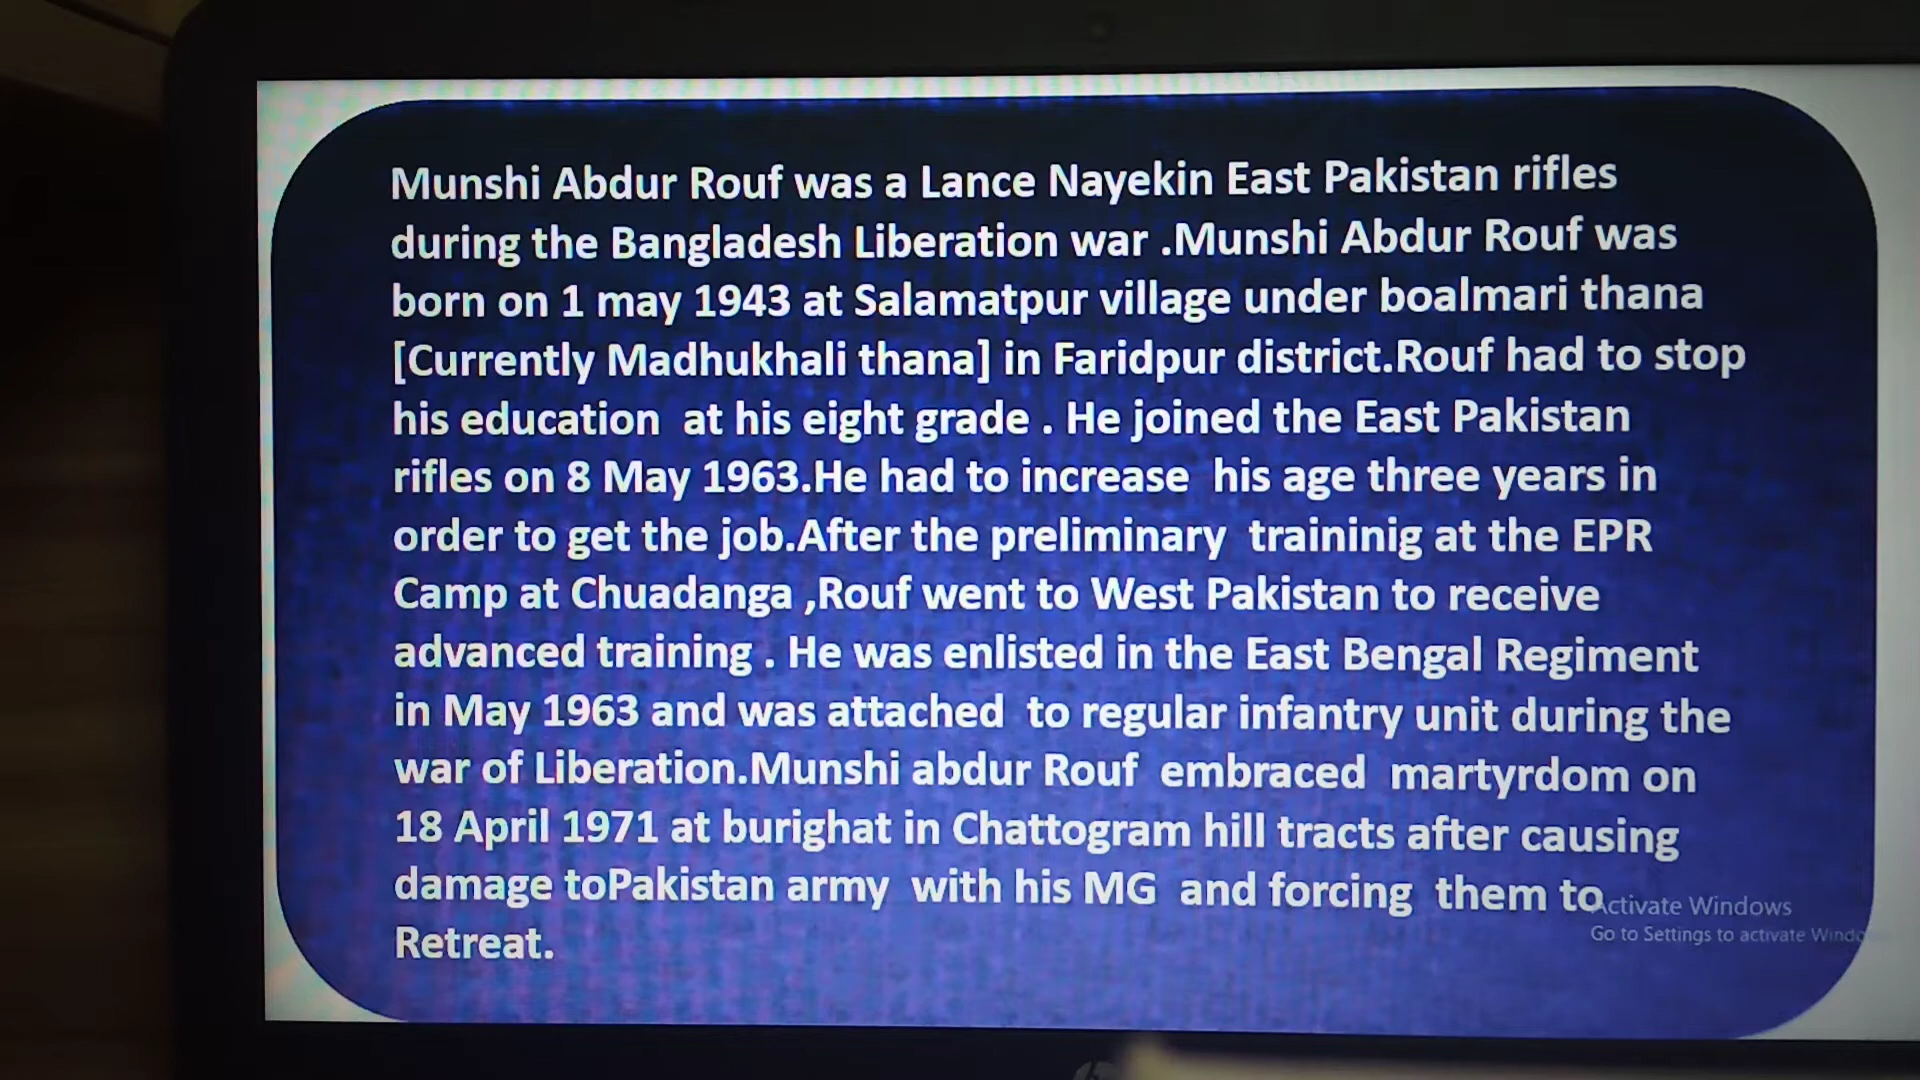 Munshi Abdur Rouf was a Lance Nayekin East Pakistan rifles
during the Bangladesh Liberation war .Munshi Abdur Rouf was
born on 1 may 1943 at Salamatpur village under boalmari thana
[Currently Madhukhali thana] in Faridpur district.Rouf had to stop
his education  at his eight grade . He joined the East Pakistan
rifles on 8 May 1963.He had to increase  his age three years in
order to get the job.After the preliminary  traininig at the EPR
Camp at Chuadanga ,Rouf went to West Pakistan to receive
advanced training . He was enlisted in the East Bengal Regiment
in May 1963 and was attached  to regular infantry unit during the
war of Liberation.Munshi abdur Rouf  embraced  martyrdom on
18 April 1971 at burighat in Chattogram hill tracts after causing
damage toPakistan army  with his MG  and forcing  them to
Retreat.
Activate Windows
Go to Settings to activate Windo